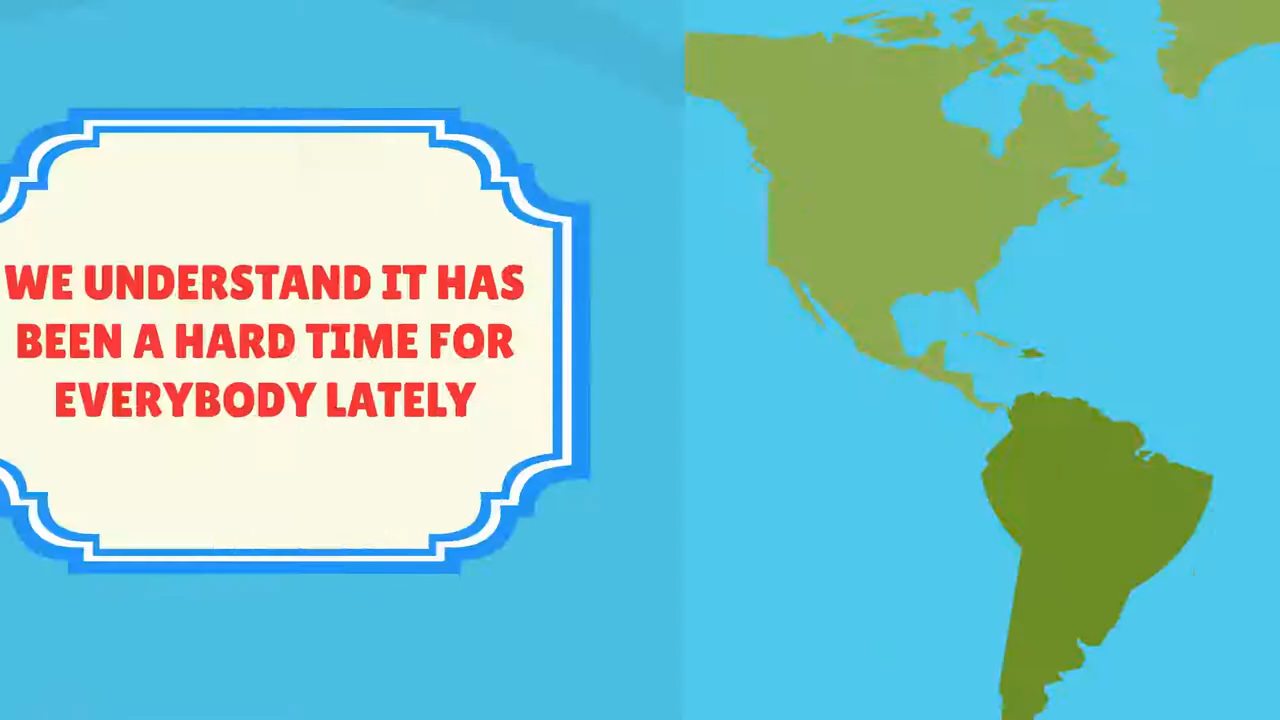 WE UNDERSTAND IT HAS
BEEN A HARD TIME FOR
EVERYBODY LATELY